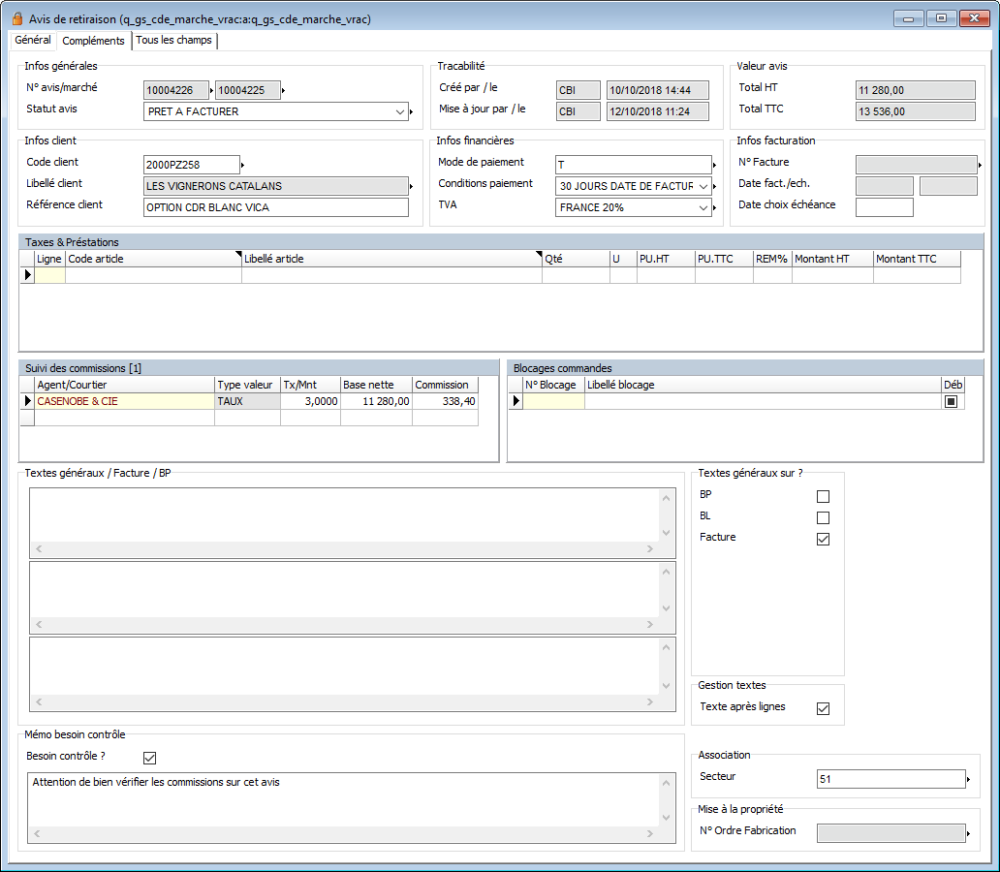 Avis de retiraison (q_gs_cde_marche_vrac:a:q_gs_cde_marche_vrac)
Général Compléments Tous les champs
Infos générales
N° avis/marché 10004226 10004225
Statut avis PRET A FACTURER
Tracabilité
Créé par / le CBI 10/10/2018 14:44
Mise à jour par / le CBI 12/10/2018 11:24
Valeur avis
Total HT 11 280,00
Total TTC 13 536,00
Infos client
Code client 2000PZ258
Libellé client LES VIGNERONS CATALANS
Référence client OPTION CDR BLANC VICA
Infos financières
Mode de paiement T
Conditions paiement 30 JOURS DATE DE FACTUR
TVA FRANCE 20%
Infos facturation
N° Facture
Date fact./ech.
Date choix échéance
Taxes & Préstations
Ligne Code article Libellé article Qté U PU.HT PU.TTC REM% Montant HT Montant TTC
Suivi des commissions [1]
Agent/Courtier Type valeur Tx/Mnt Base nette Commission
CASENOBE & CIE TAUX 3,0000 11 280,00 338,40
Blocages commandes
N° Blocage Libellé blocage Déb
Textes généraux / Facture / BP
Textes généraux sur ?
BP
BL
Facture
Gestion textes
Texte après lignes
Mémo besoin contrôle
Besoin contrôle ?
Attention de bien vérifier les commissions sur cet avis
Association
Secteur 51
Mise à la propriété
N° Ordre Fabrication